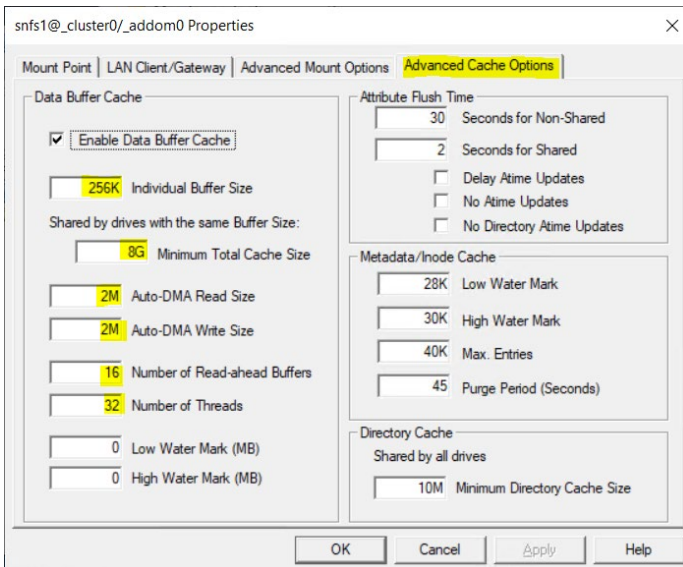 snfs1@_cluster0/_addom0 Properties
Mount Point
LAN Client/Gateway
Advanced Mount Options
Advanced Cache Options
Data Buffer Cache
Enable Data Buffer Cache
256K Individual Buffer Size
Shared by drives with the same Buffer Size:
8G Minimum Total Cache Size
2M Auto-DMA Read Size
2M Auto-DMA Write Size
16 Number of Read-ahead Buffers
32 Number of Threads
0 Low Water Mark (MB)
0 High Water Mark (MB)
Attribute Flush Time
30 Seconds for Non-Shared
2 Seconds for Shared
Delay Atime Updates
No Atime Updates
No Directory Atime Updates
Metadata/Inode Cache
28K Low Water Mark
30K High Water Mark
40K Max. Entries
45 Purge Period (Seconds)
Directory Cache
Shared by all drives
10M Minimum Directory Cache Size
OK
Cancel
Apply
Help